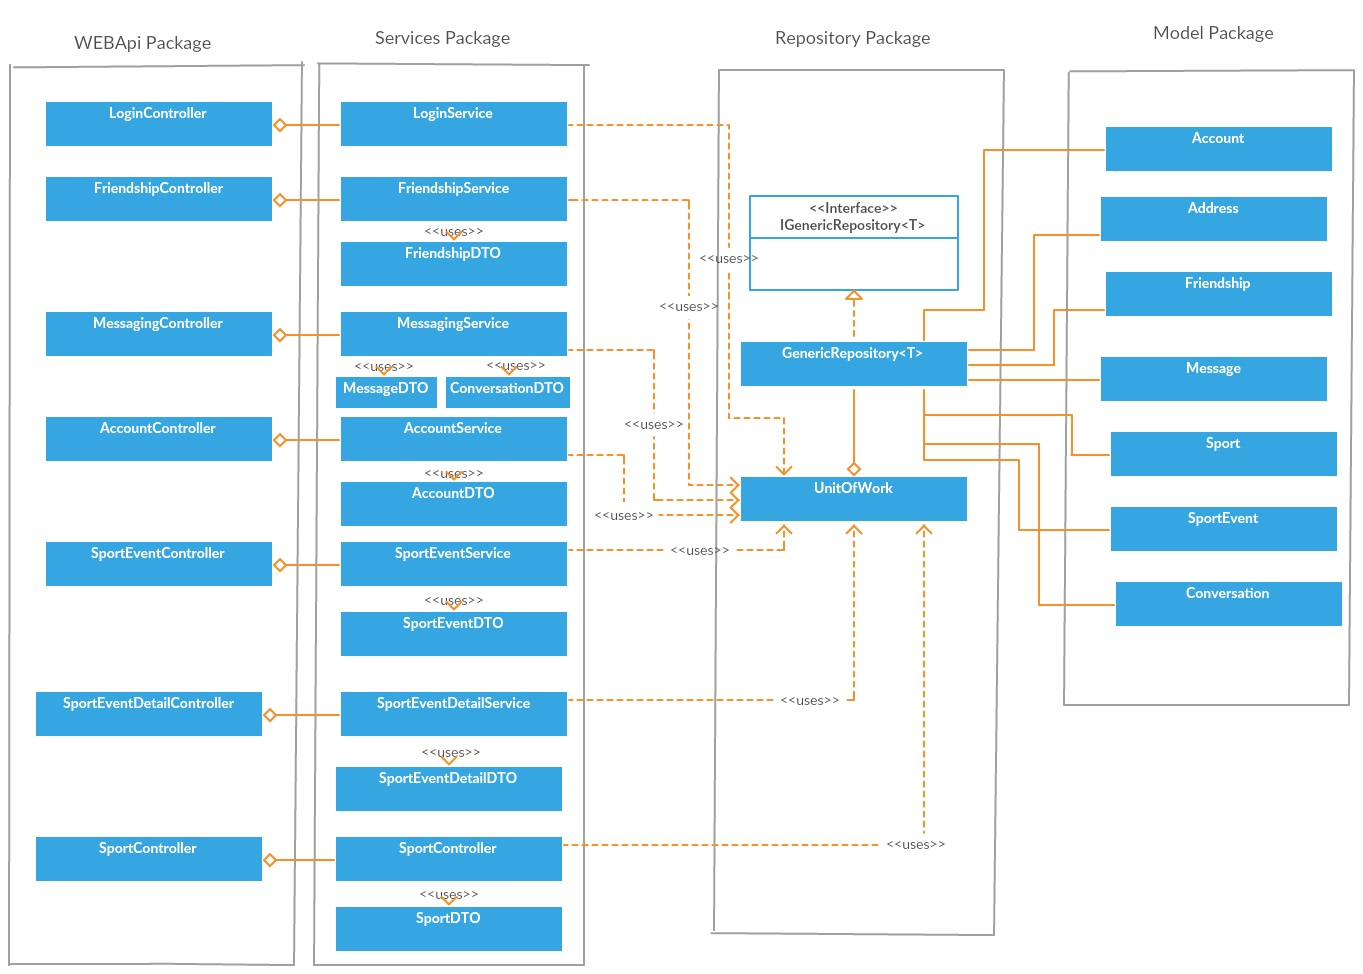 WEBApi Package
LoginController
FriendshipController
MessagingController
AccountController
SportEventController
SportEventDetailController
SportController
Services Package
LoginService
FriendshipService
<<uses>>
FriendshipDTO
MessagingService
<<uses>>
<<uses>>
MessageDTO
ConversationDTO
AccountService
<<uses>>
AccountDTO
SportEventService
<<uses>>
SportEventDTO
SportEventDetailService
<<uses>>
SportEventDetailDTO
SportController
<<uses>>
SportDTO
<<uses>>
<<uses>>
<<uses>>
<<uses>>
<<uses>>
<<uses>>
<<uses>>
Repository Package
<<Interface>>
IGenericRepository<T>
GenericRepository<T>
UnitOfWork
Model Package
Account
Address
Friendship
Message
Sport
SportEvent
Conversation